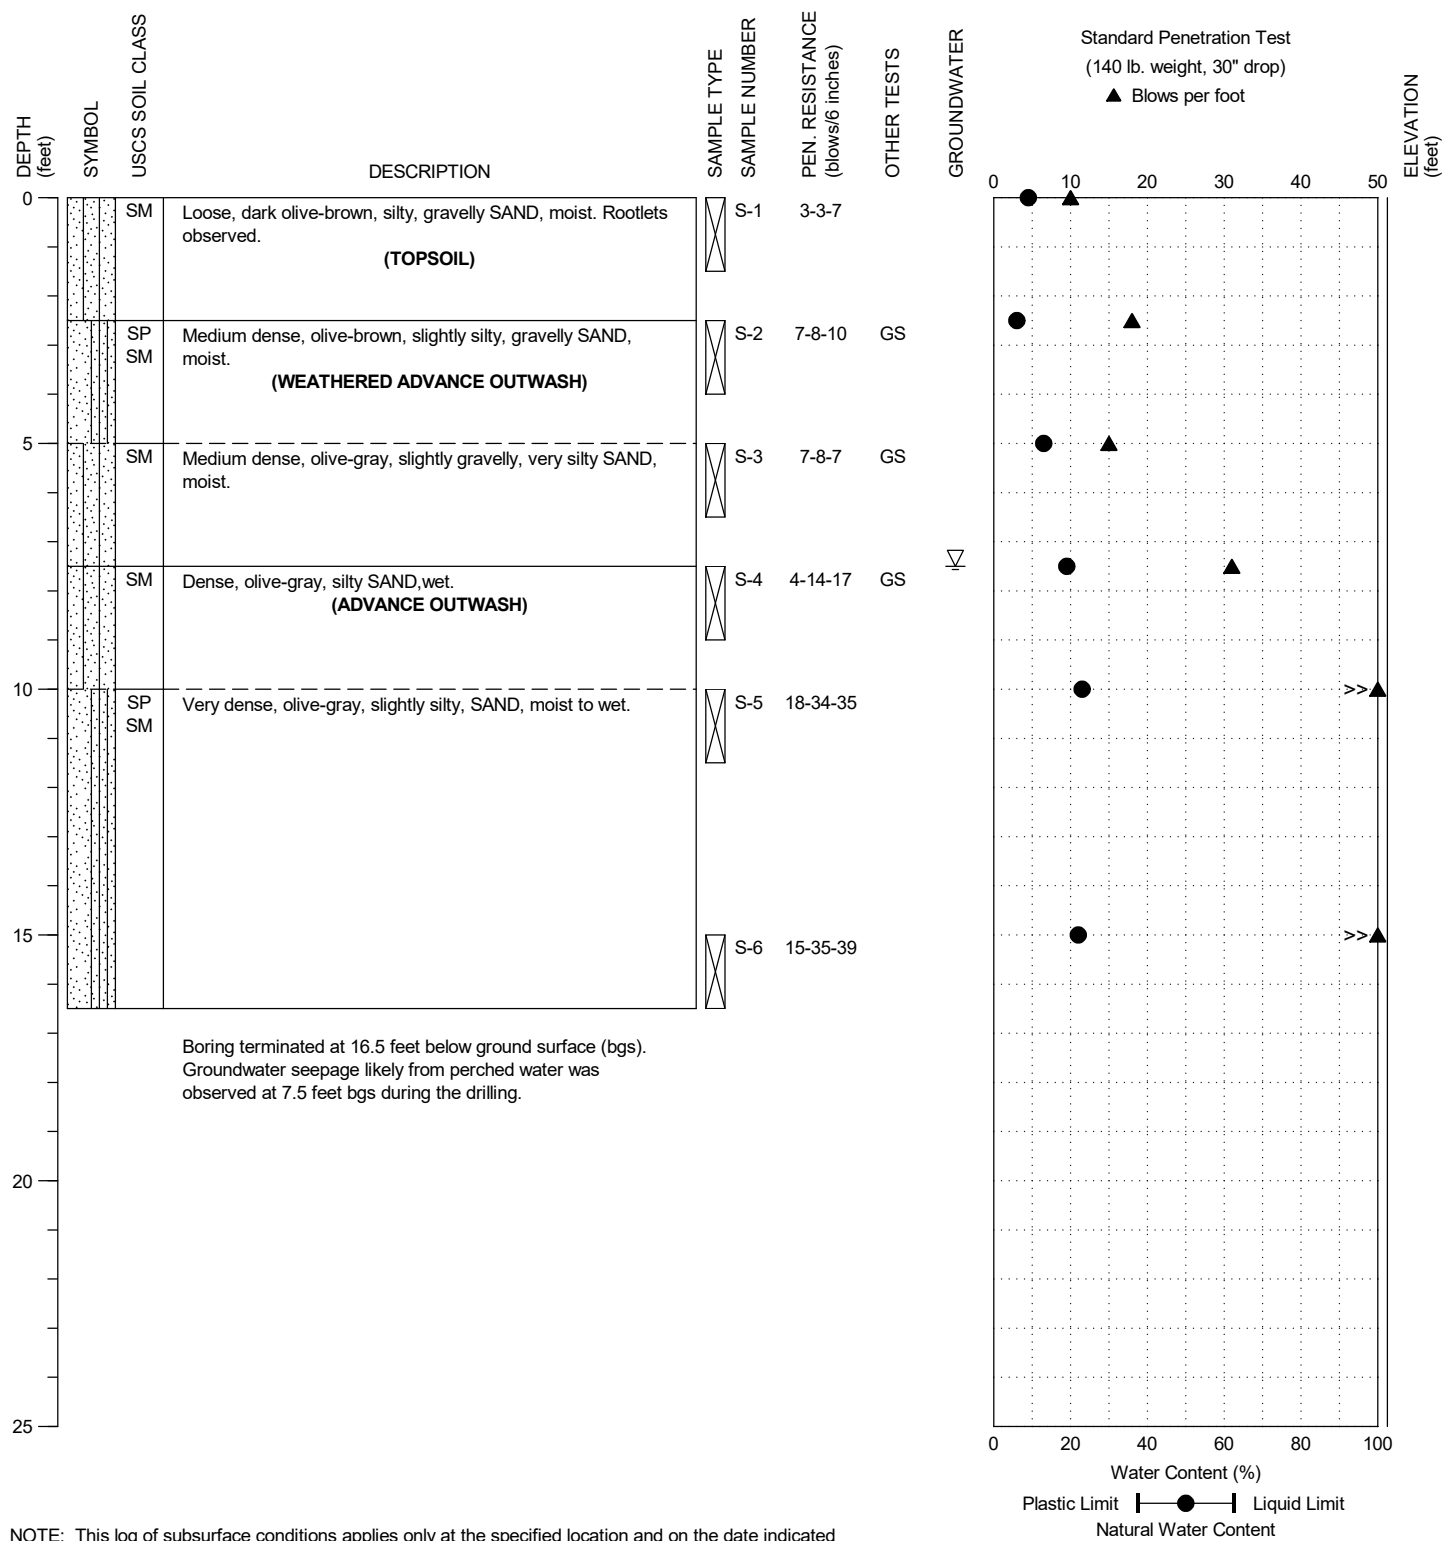 Standard Penetration Test
(140 lb. weight, 30" drop)
▲ Blows per foot
DEPTH
(feet)
SYMBOL
USCS SOIL CLASS
DESCRIPTION
SAMPLE TYPE
SAMPLE NUMBER
PEN. RESISTANCE
(blows/6 inches)
OTHER TESTS
GROUNDWATER
ELEVATION
(feet)
0 10 20 30 40 50
0
SM Loose, dark olive-brown, silty, gravelly SAND, moist. Rootlets S-1 3-3-7
observed.
(TOPSOIL)
SP Medium dense, olive-brown, slightly silty, gravelly SAND, S-2 7-8-10 GS
SM moist.
(WEATHERED ADVANCE OUTWASH)
5
SM Medium dense, olive-gray, slightly gravelly, very silty SAND, S-3 7-8-7 GS
moist.
SM Dense, olive-gray, silty SAND,wet. S-4 4-14-17 GS
(ADVANCE OUTWASH)
10 >>
SP Very dense, olive-gray, slightly silty, SAND, moist to wet. S-5 18-34-35
SM
15 >>
S-6 15-35-39
Boring terminated at 16.5 feet below ground surface (bgs).
Groundwater seepage likely from perched water was
observed at 7.5 feet bgs during the drilling.
20
25
0 20 40 60 80 100
Water Content (%)
Plastic Limit Liquid Limit
Natural Water Content
NOTE: This log of subsurface conditions applies only at the specified location and on the date indicated